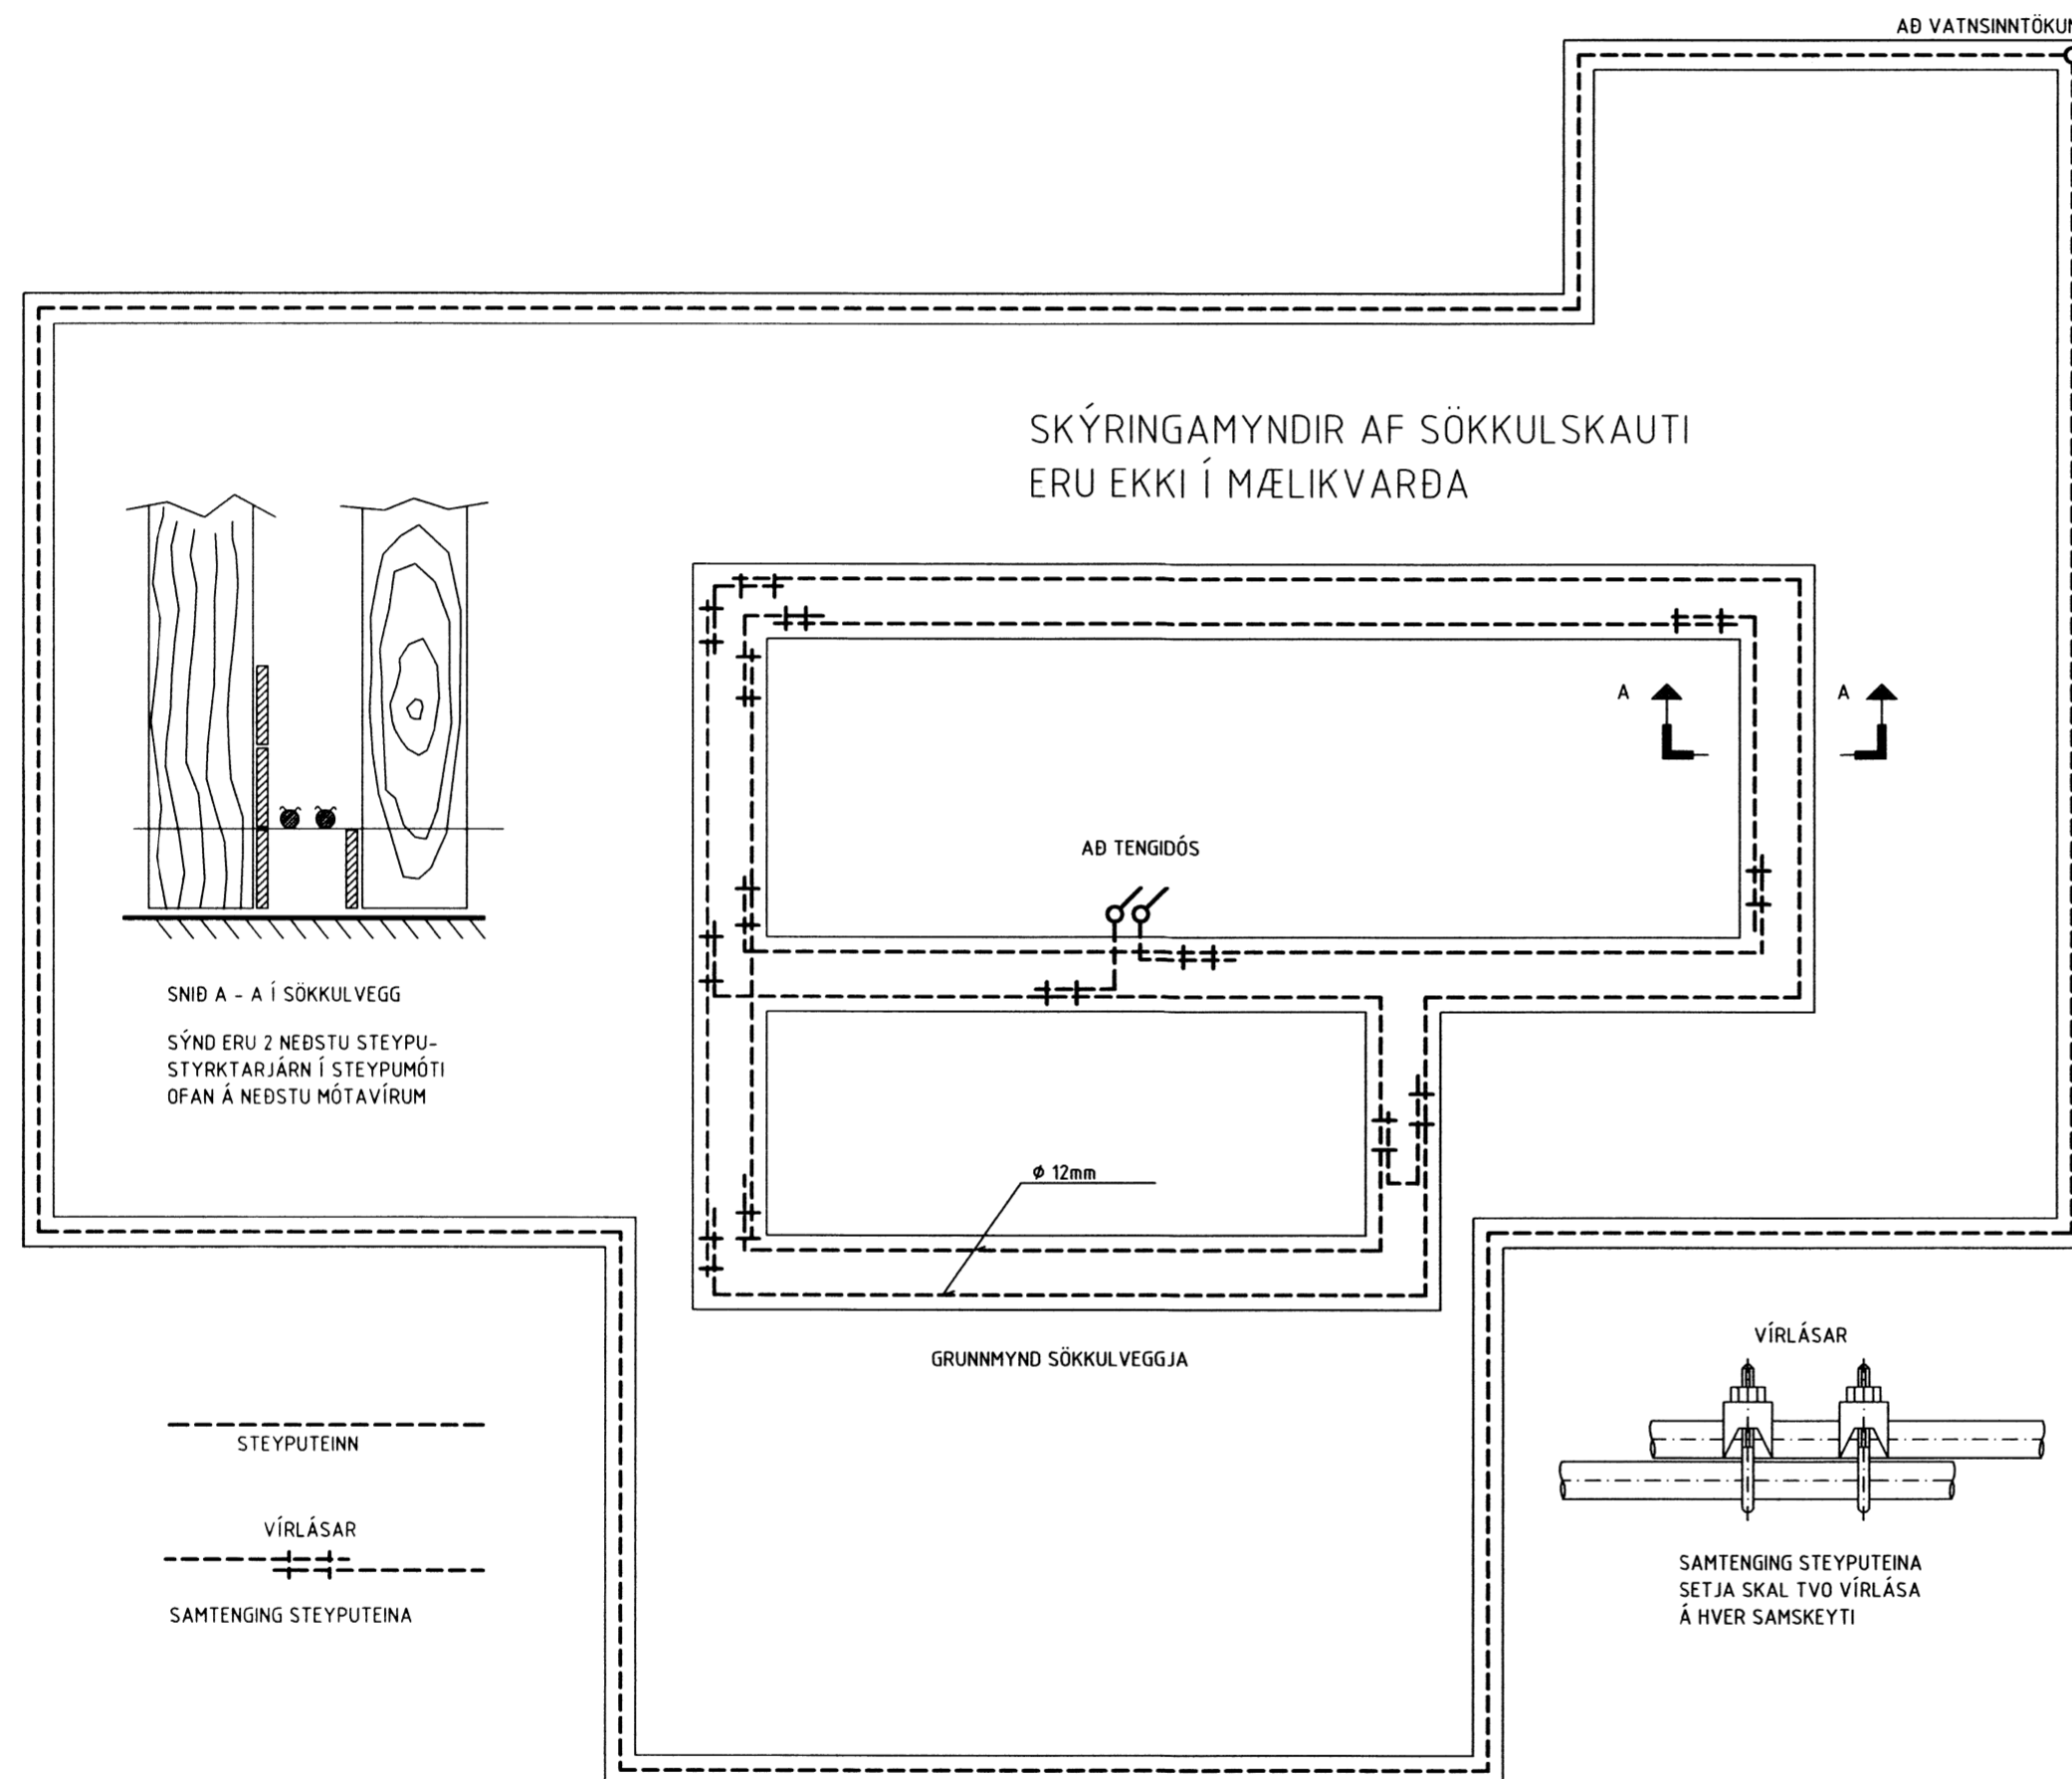 AÐ VATNSINNTÖKUM
SKÝRINGAMYNDIR AF SÖKKULSKAUTI
ERU EKKI Í MÆLIKVARÐA
A
A
AÐ TENGIDÓS
SNIÐ A - A Í SÖKKULVEGG
SÝND ERU 2 NEÐSTU STEYPU-
STYRKTARJÁRN Í STEYPUMÓTI
OFAN Á NEÐSTU MÓTAVÍRUM
ϕ 12mm
GRUNNMYND SÖKKULVEGGJA
STEYPUTEINN
VÍRLÁSAR
SAMTENGING STEYPUTEINA
VÍRLÁSAR
SAMTENGING STEYPUTEINA
SETJA SKAL TVO VÍRLÁSA
Á HVER SAMSKEYTI